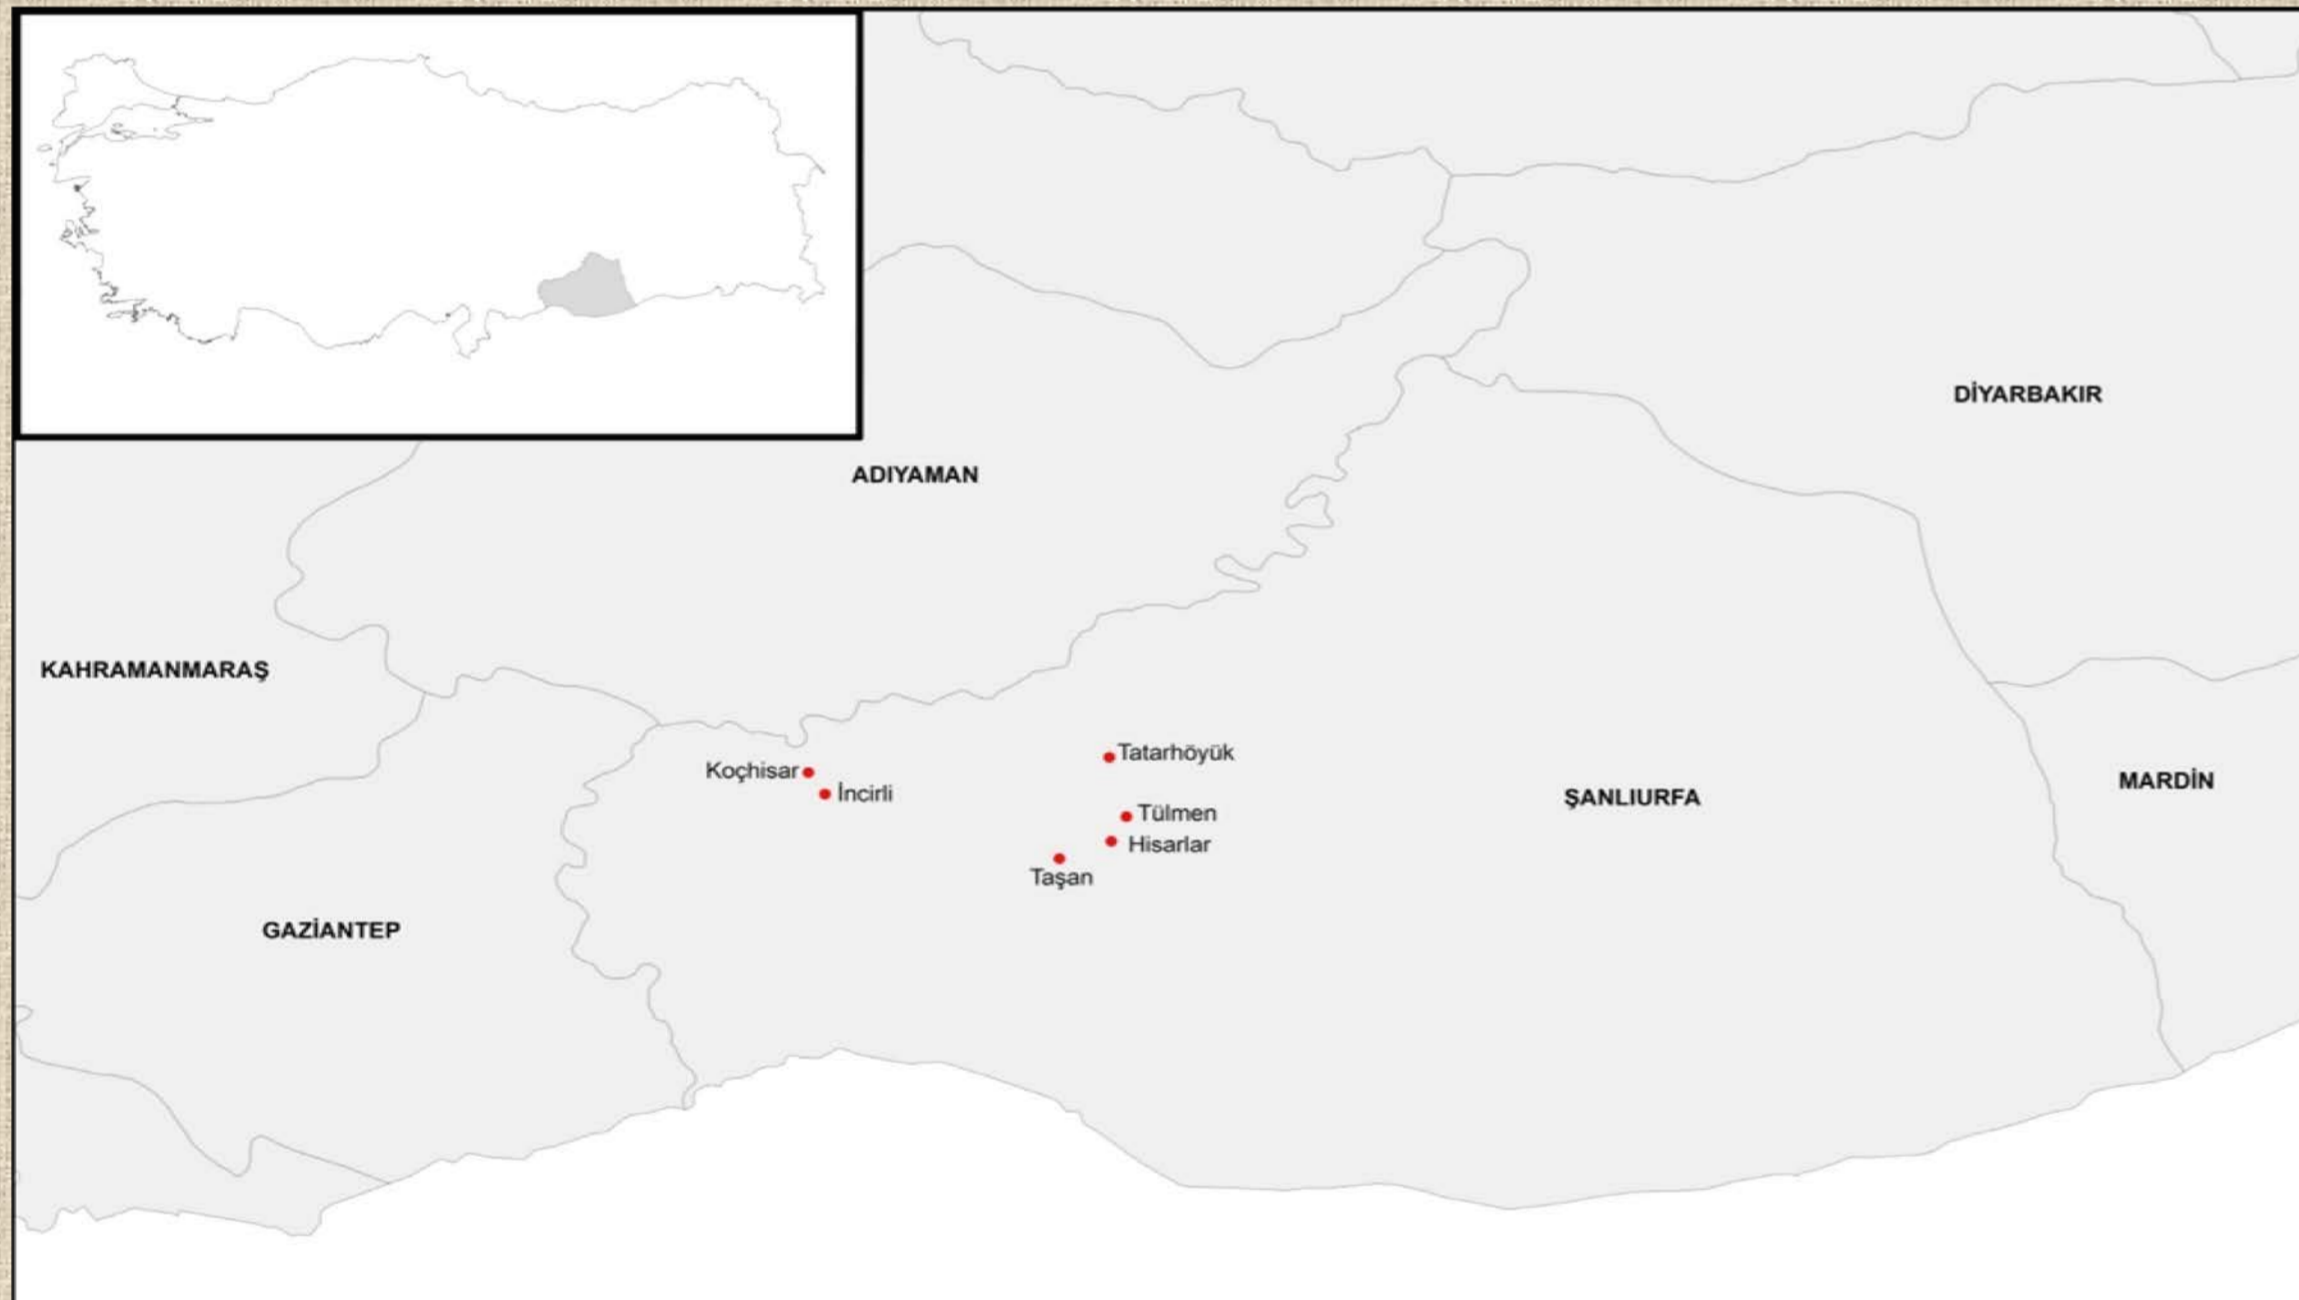 DİYARBAKIR
ADIYAMAN
KAHRAMANMARAŞ
Tatarhöyük
Koçhisar
İncirli
ŞANLIURFA
MARDİN
Tülmen
Hisarlar
Taşan
GAZİANTEP